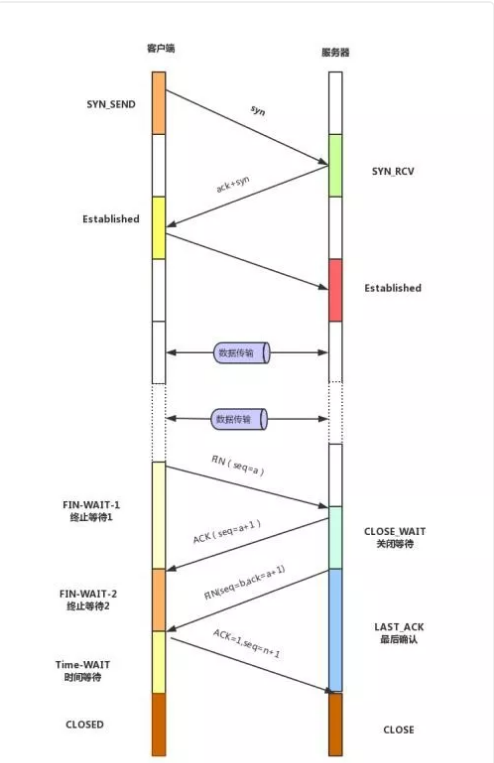 客户端
服务器
SYN_SEND
syn
SYN_RCV
ack+syn
Established
Established
数据传输
数据传输
FIN ( seq=a )
FIN-WAIT-1
终止等待1
ACK ( seq=a+1 )
CLOSE_WAIT
关闭等待
FIN(seq=b,ack=a+1)
FIN-WAIT-2
终止等待2
LAST_ACK
最后确认
ACK=1,seq=n+1
Time-WAIT
时间等待
CLOSED
CLOSE